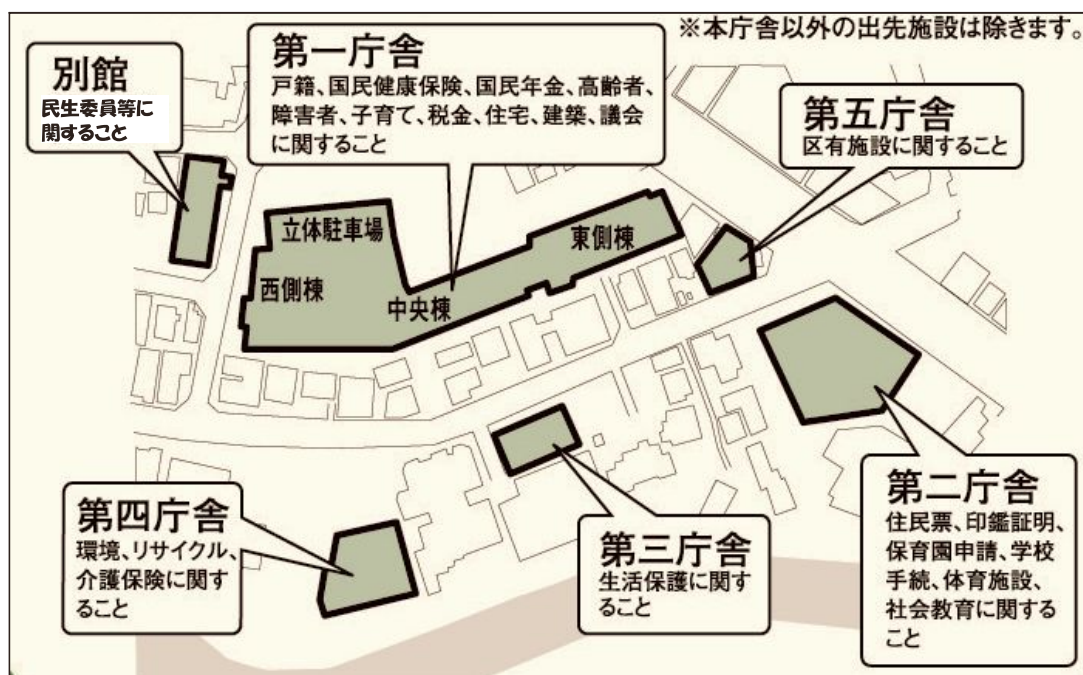 ※本庁舎以外の出先施設は除きます。
別館
民生委員等に
関すること
第一庁舎
戸籍、国民健康保険、国民年金、高齢者、
障害者、子育て、税金、住宅、建築、議会
に関すること
第五庁舎
区有施設に関すること
立体駐車場
西側棟
中央棟
東側棟
第四庁舎
環境、リサイクル、
介護保険に関す
ること
第三庁舎
生活保護に関す
ること
第二庁舎
住民票、印鑑証明、
保育園申請、学校
手続、体育施設、
社会教育に関する
こと